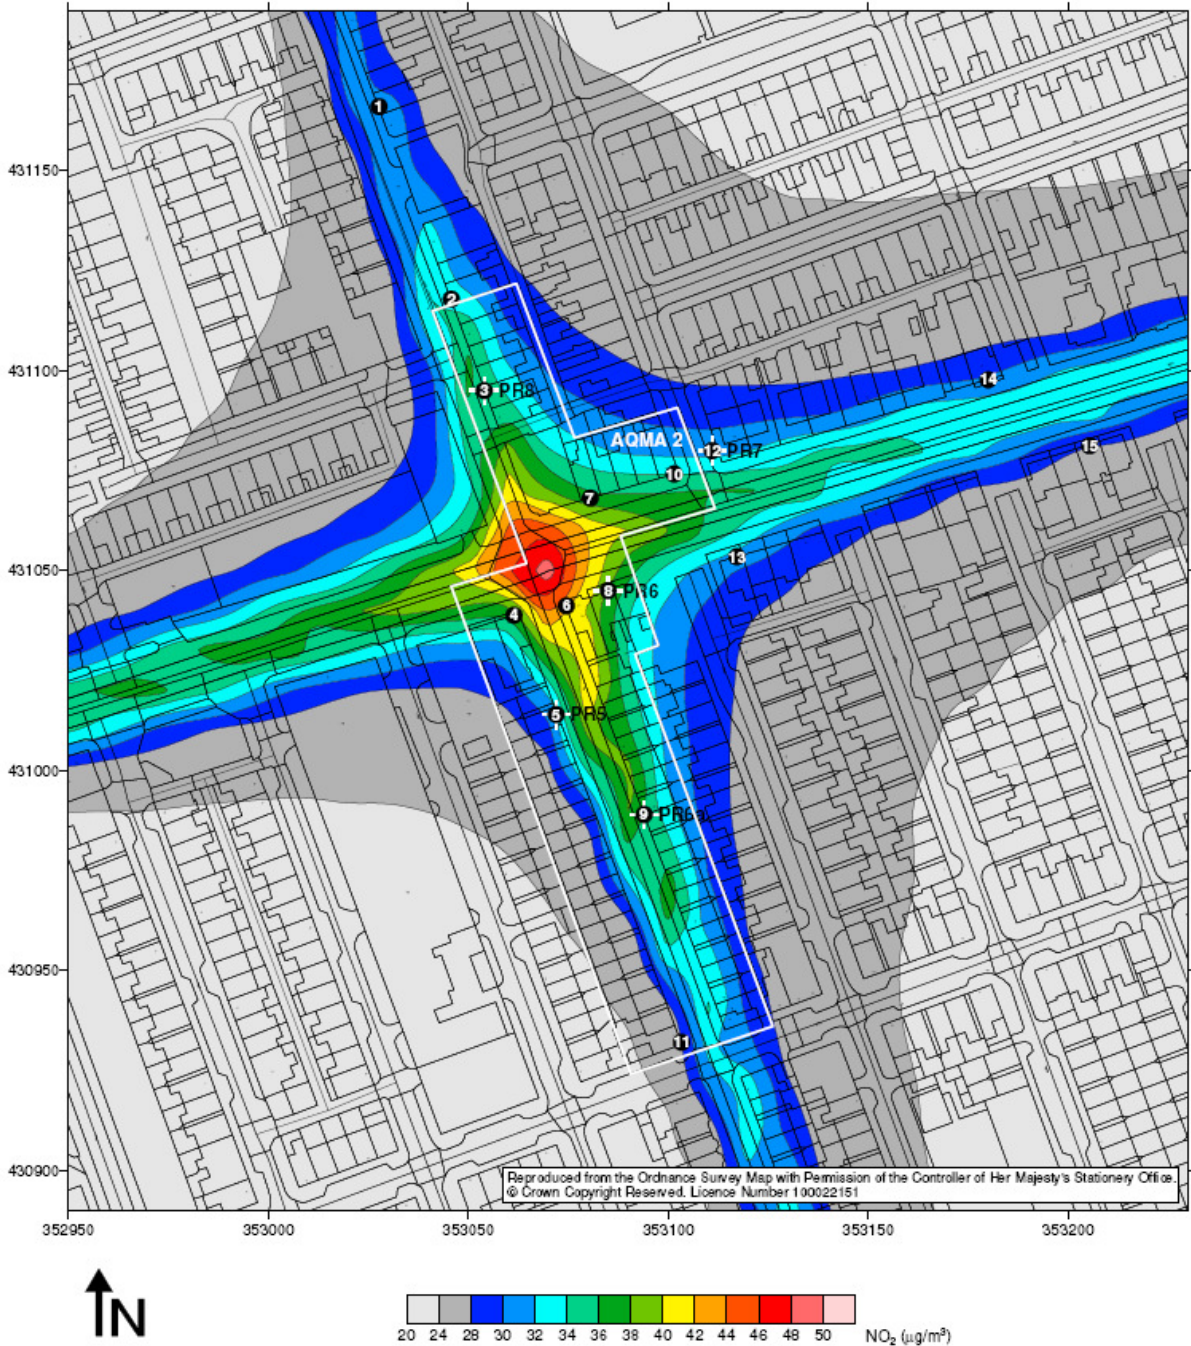 1
431150
2
431100
3 PR8
14
AQMA 2
12 PR7
15
10
7
13
431050
8 PR6
6
4
5 PR5
431000
9 PR6a
430950
11
430900
Reproduced from the Ordnance Survey Map with Permission of the Controller of Her Majesty's Stationery Office.
© Crown Copyright Reserved. Licence Number 100022151
352950 353000 353050 353100 353150 353200
N
20 24 28 30 32 34 36 38 40 42 44 46 48 50 NO₂ (µg/m³)